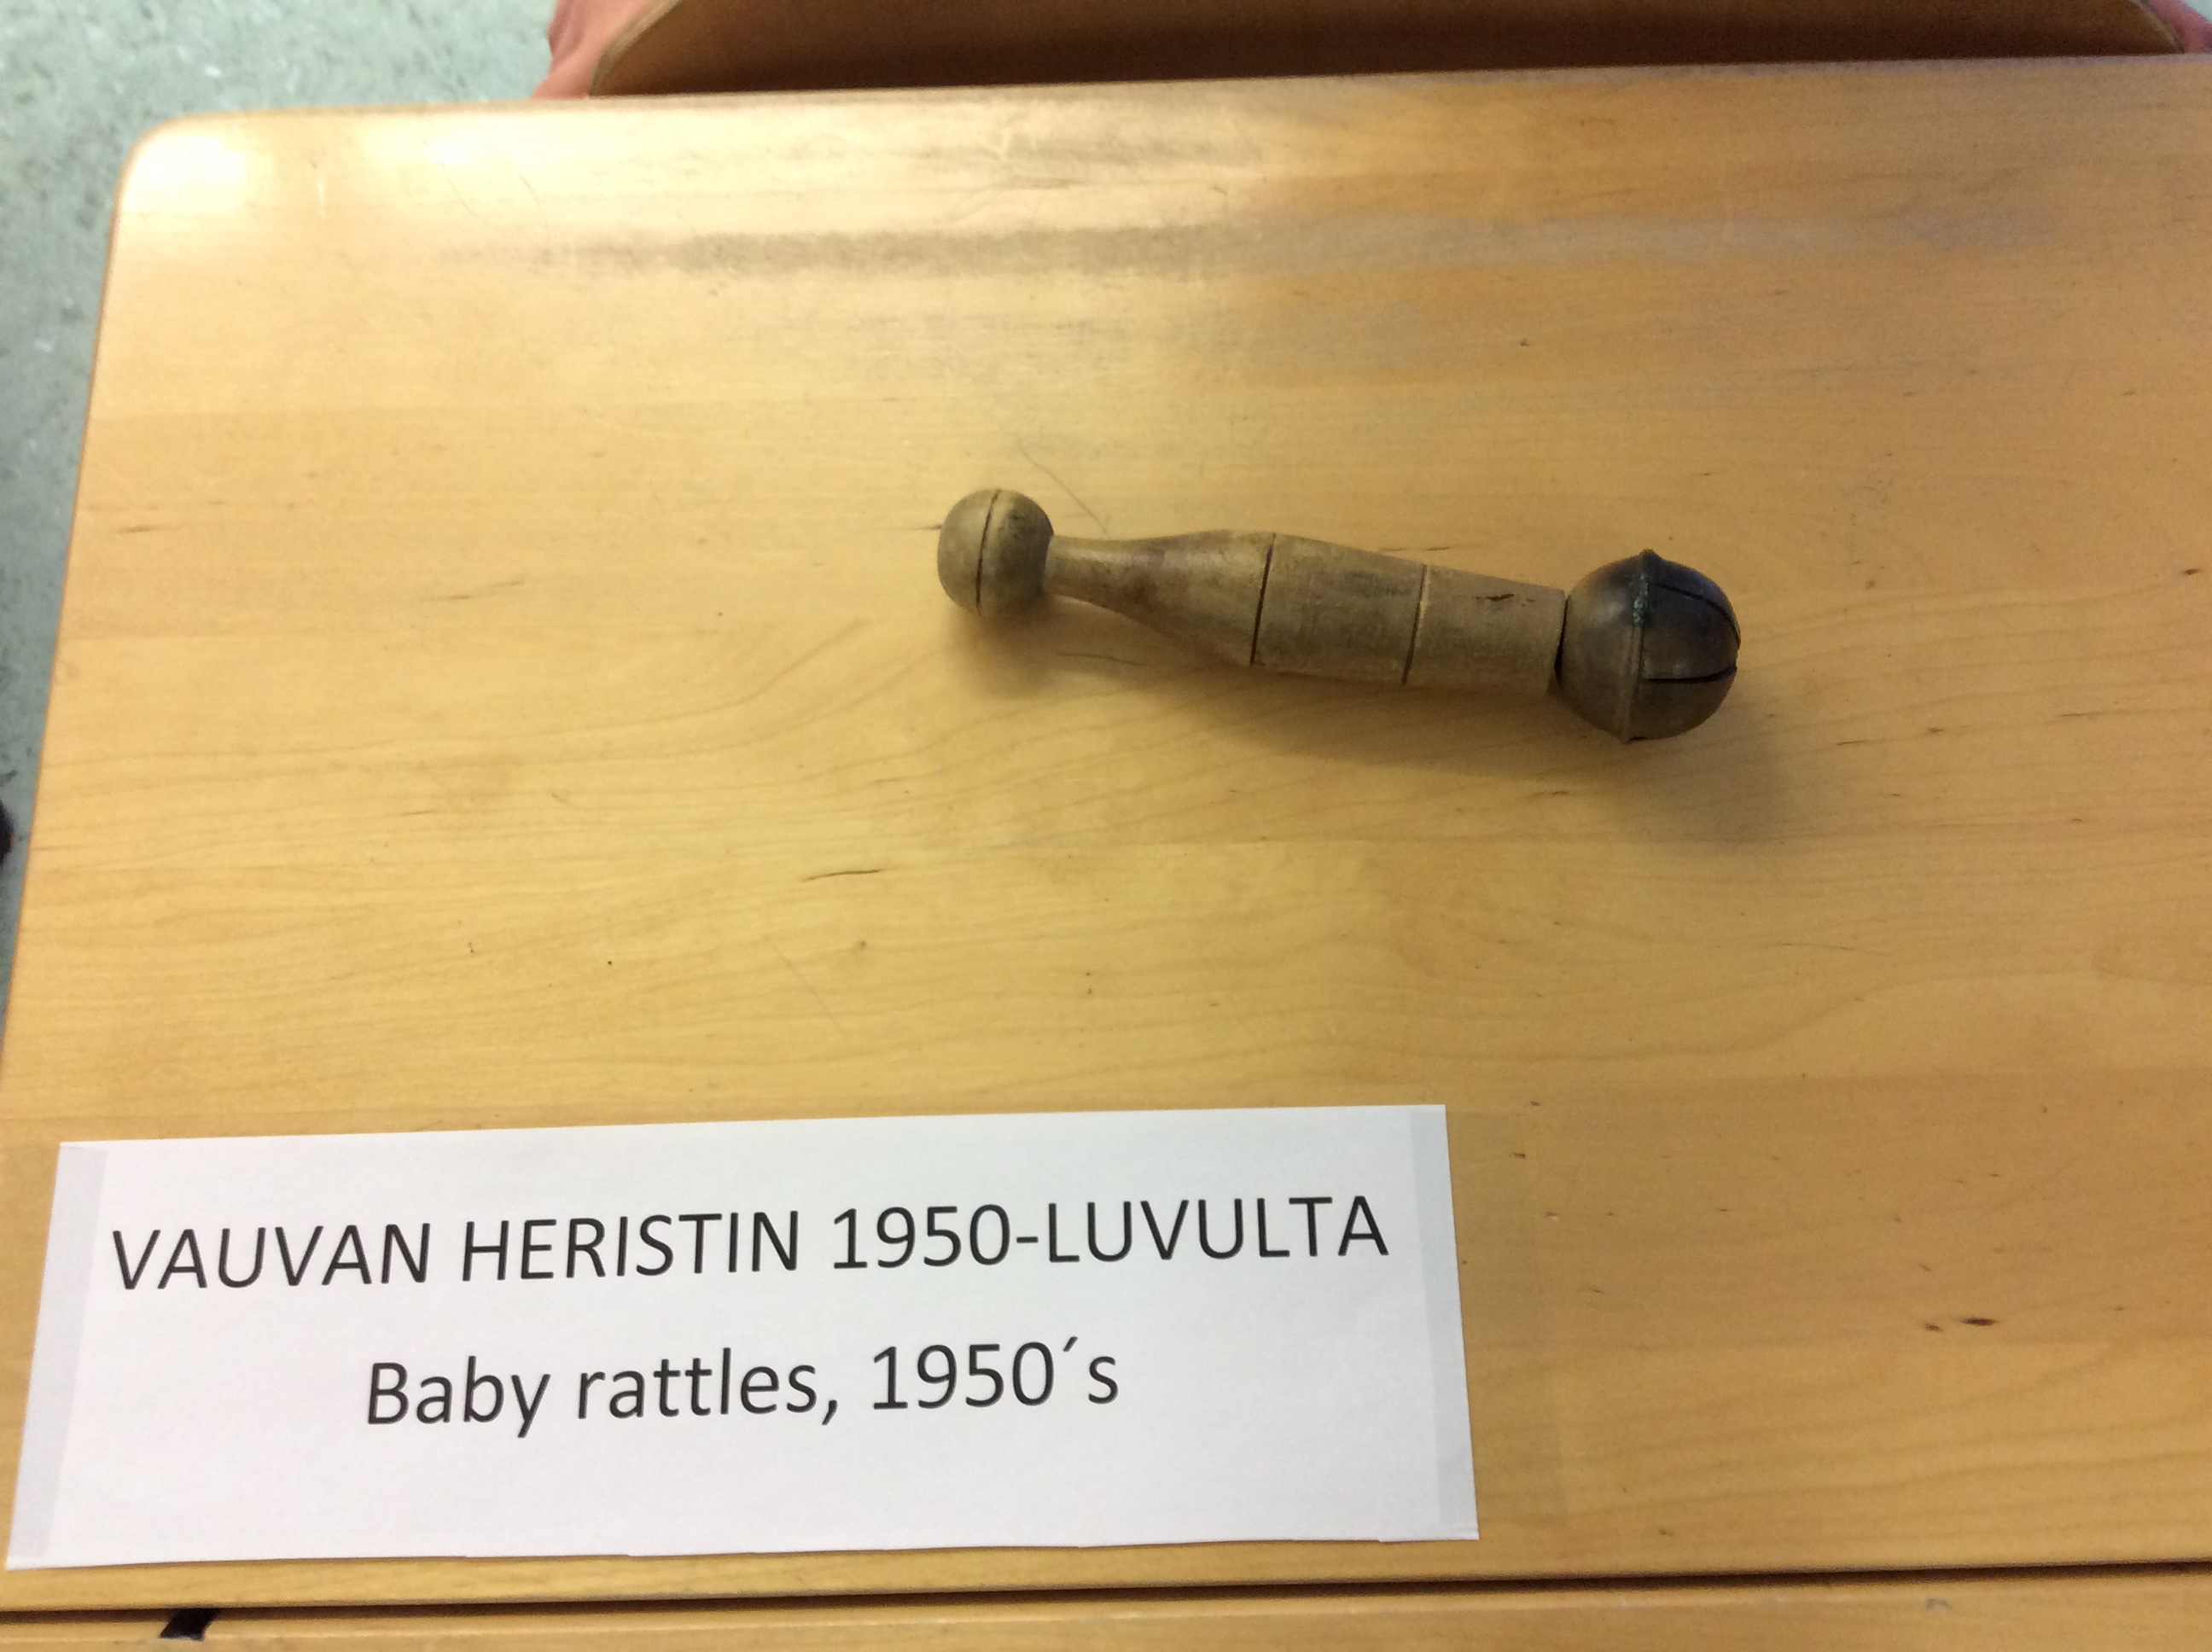 VAUVAN HERISTIN 1950-LUVULTA
Baby rattles, 1950´s